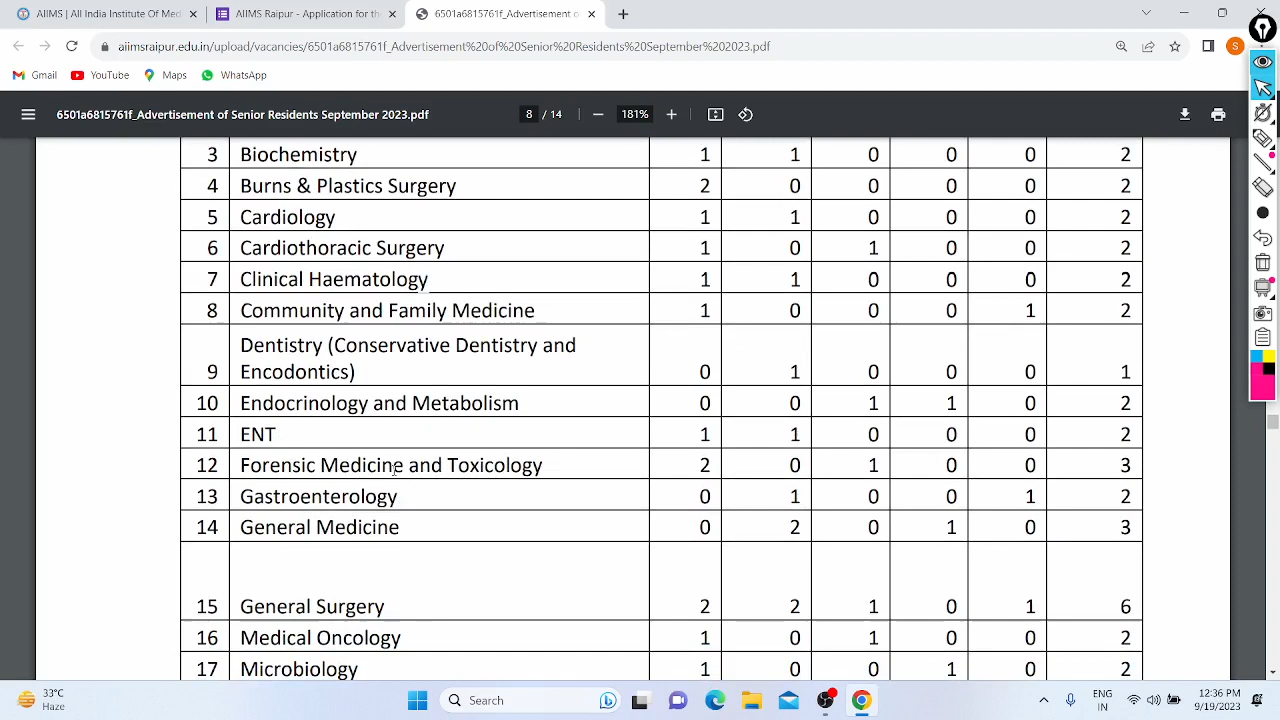 AIIMS | All India Institute Of Med
AIIMS Raipur - Application for th
6501a6815761f_Advertisement o
aiimsraipur.edu.in/upload/vacancies/6501a6815761f_Advertisement%20of%20Senior%20Residents%20September%202023.pdf
Gmail YouTube Maps WhatsApp
6501a6815761f_Advertisement of Senior Residents September 2023.pdf 8 / 14 181%
3 Biochemistry 1 1 0 0 0 2
4 Burns & Plastics Surgery 2 0 0 0 0 2
5 Cardiology 1 1 0 0 0 2
6 Cardiothoracic Surgery 1 0 1 0 0 2
7 Clinical Haematology 1 1 0 0 0 2
8 Community and Family Medicine 1 0 0 0 1 2
Dentistry (Conservative Dentistry and
9 Encodontics) 0 1 0 0 0 1
10 Endocrinology and Metabolism 0 0 1 1 0 2
11 ENT 1 1 0 0 0 2
12 Forensic Medicine and Toxicology 2 0 1 0 0 3
13 Gastroenterology 0 1 0 0 1 2
14 General Medicine 0 2 0 1 0 3
15 General Surgery 2 2 1 0 1 6
16 Medical Oncology 1 0 1 0 0 2
17 Microbiology 1 0 0 1 0 2
33°C
Haze
Search
ENG
IN
12:36 PM
9/19/2023